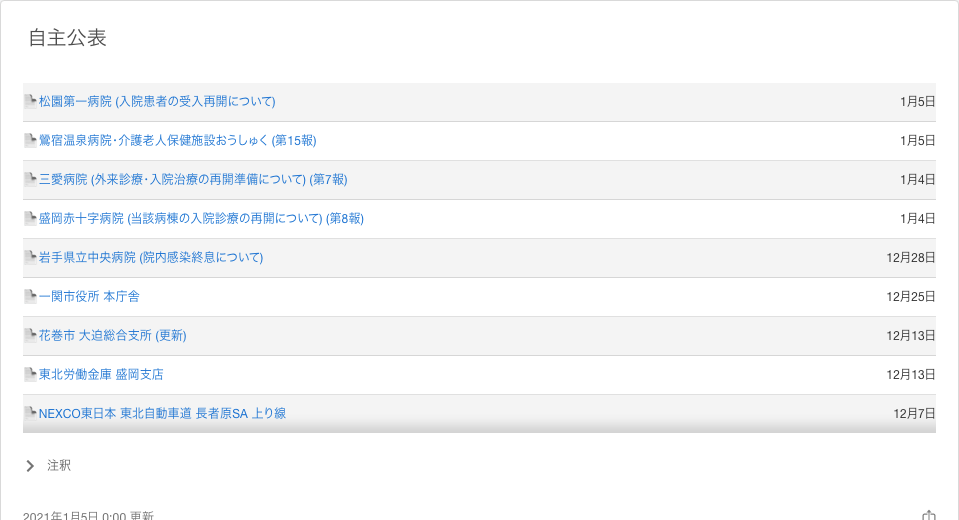 自主公表
松園第一病院 (入院患者の受入再開について) 1月5日
鶯宿温泉病院･介護老人保健施設おうしゅく (第15報) 1月5日
三愛病院 (外来診療･入院治療の再開準備について) (第7報) 1月4日
盛岡赤十字病院 (当該病棟の入院診療の再開について) (第8報) 1月4日
岩手県立中央病院 (院内感染終息について) 12月28日
一関市役所 本庁舎 12月25日
花巻市 大迫総合支所 (更新) 12月13日
東北労働金庫 盛岡支店 12月13日
NEXCO東日本 東北自動車道 長者原SA 上り線 12月7日
注釈
2021年1月5日 0:00 更新